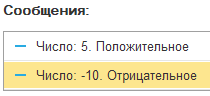 Сообщения:
Число: 5. Положительное
Число: -10. Отрицательное